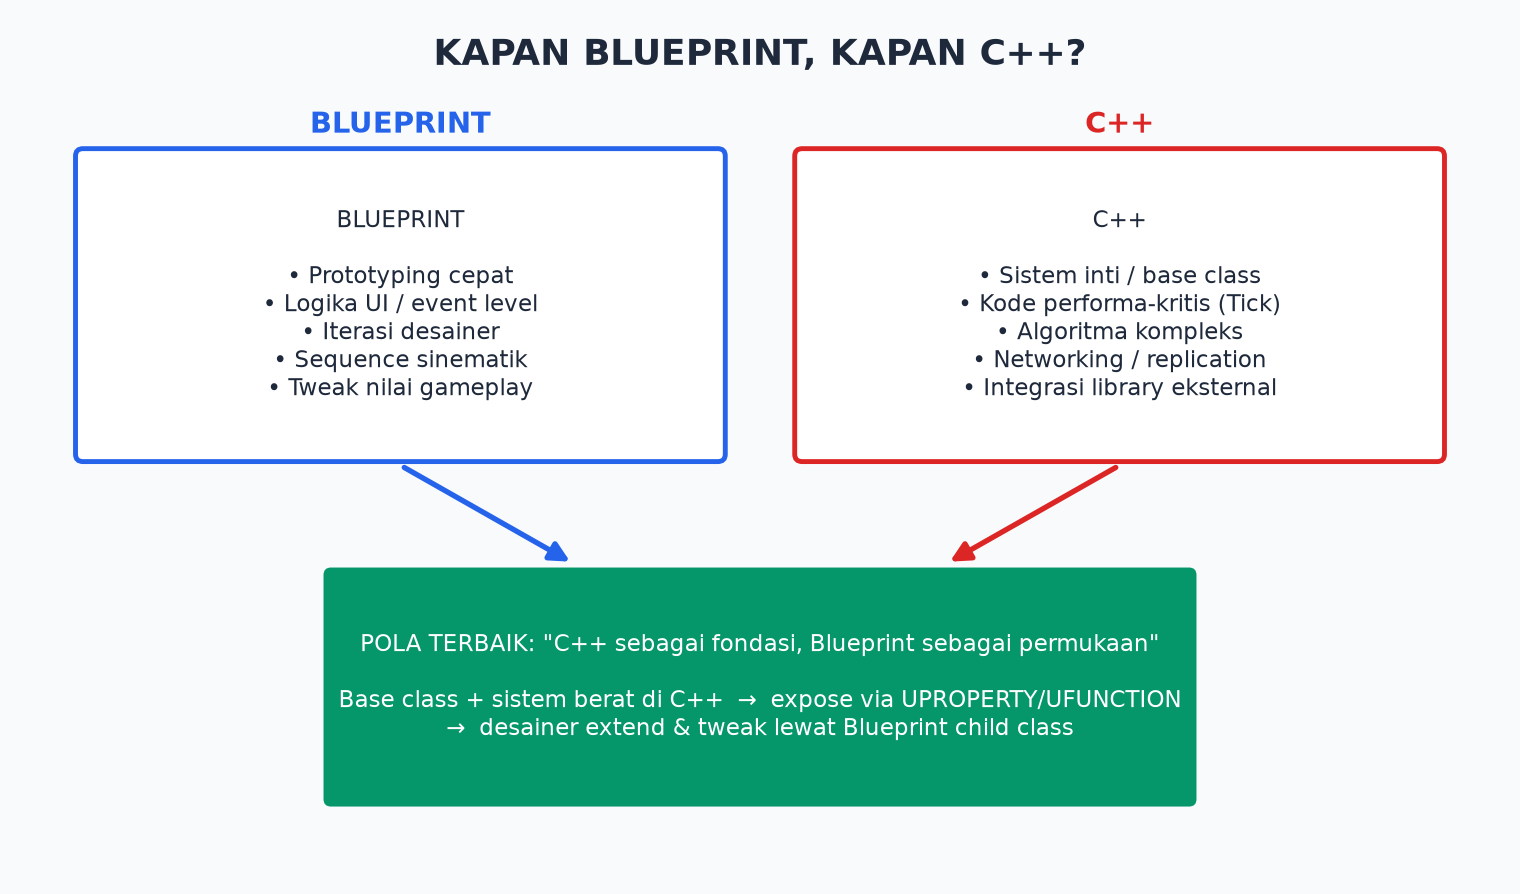 KAPAN BLUEPRINT, KAPAN C++?
BLUEPRINT
BLUEPRINT
• Prototyping cepat
• Logika UI / event level
• Iterasi desainer
• Sequence sinematik
• Tweak nilai gameplay
C++
C++
• Sistem inti / base class
• Kode performa-kritis (Tick)
• Algoritma kompleks
• Networking / replication
• Integrasi library eksternal
POLA TERBAIK: "C++ sebagai fondasi, Blueprint sebagai permukaan"
Base class + sistem berat di C++ → expose via UPROPERTY/UFUNCTION
→ desainer extend & tweak lewat Blueprint child class